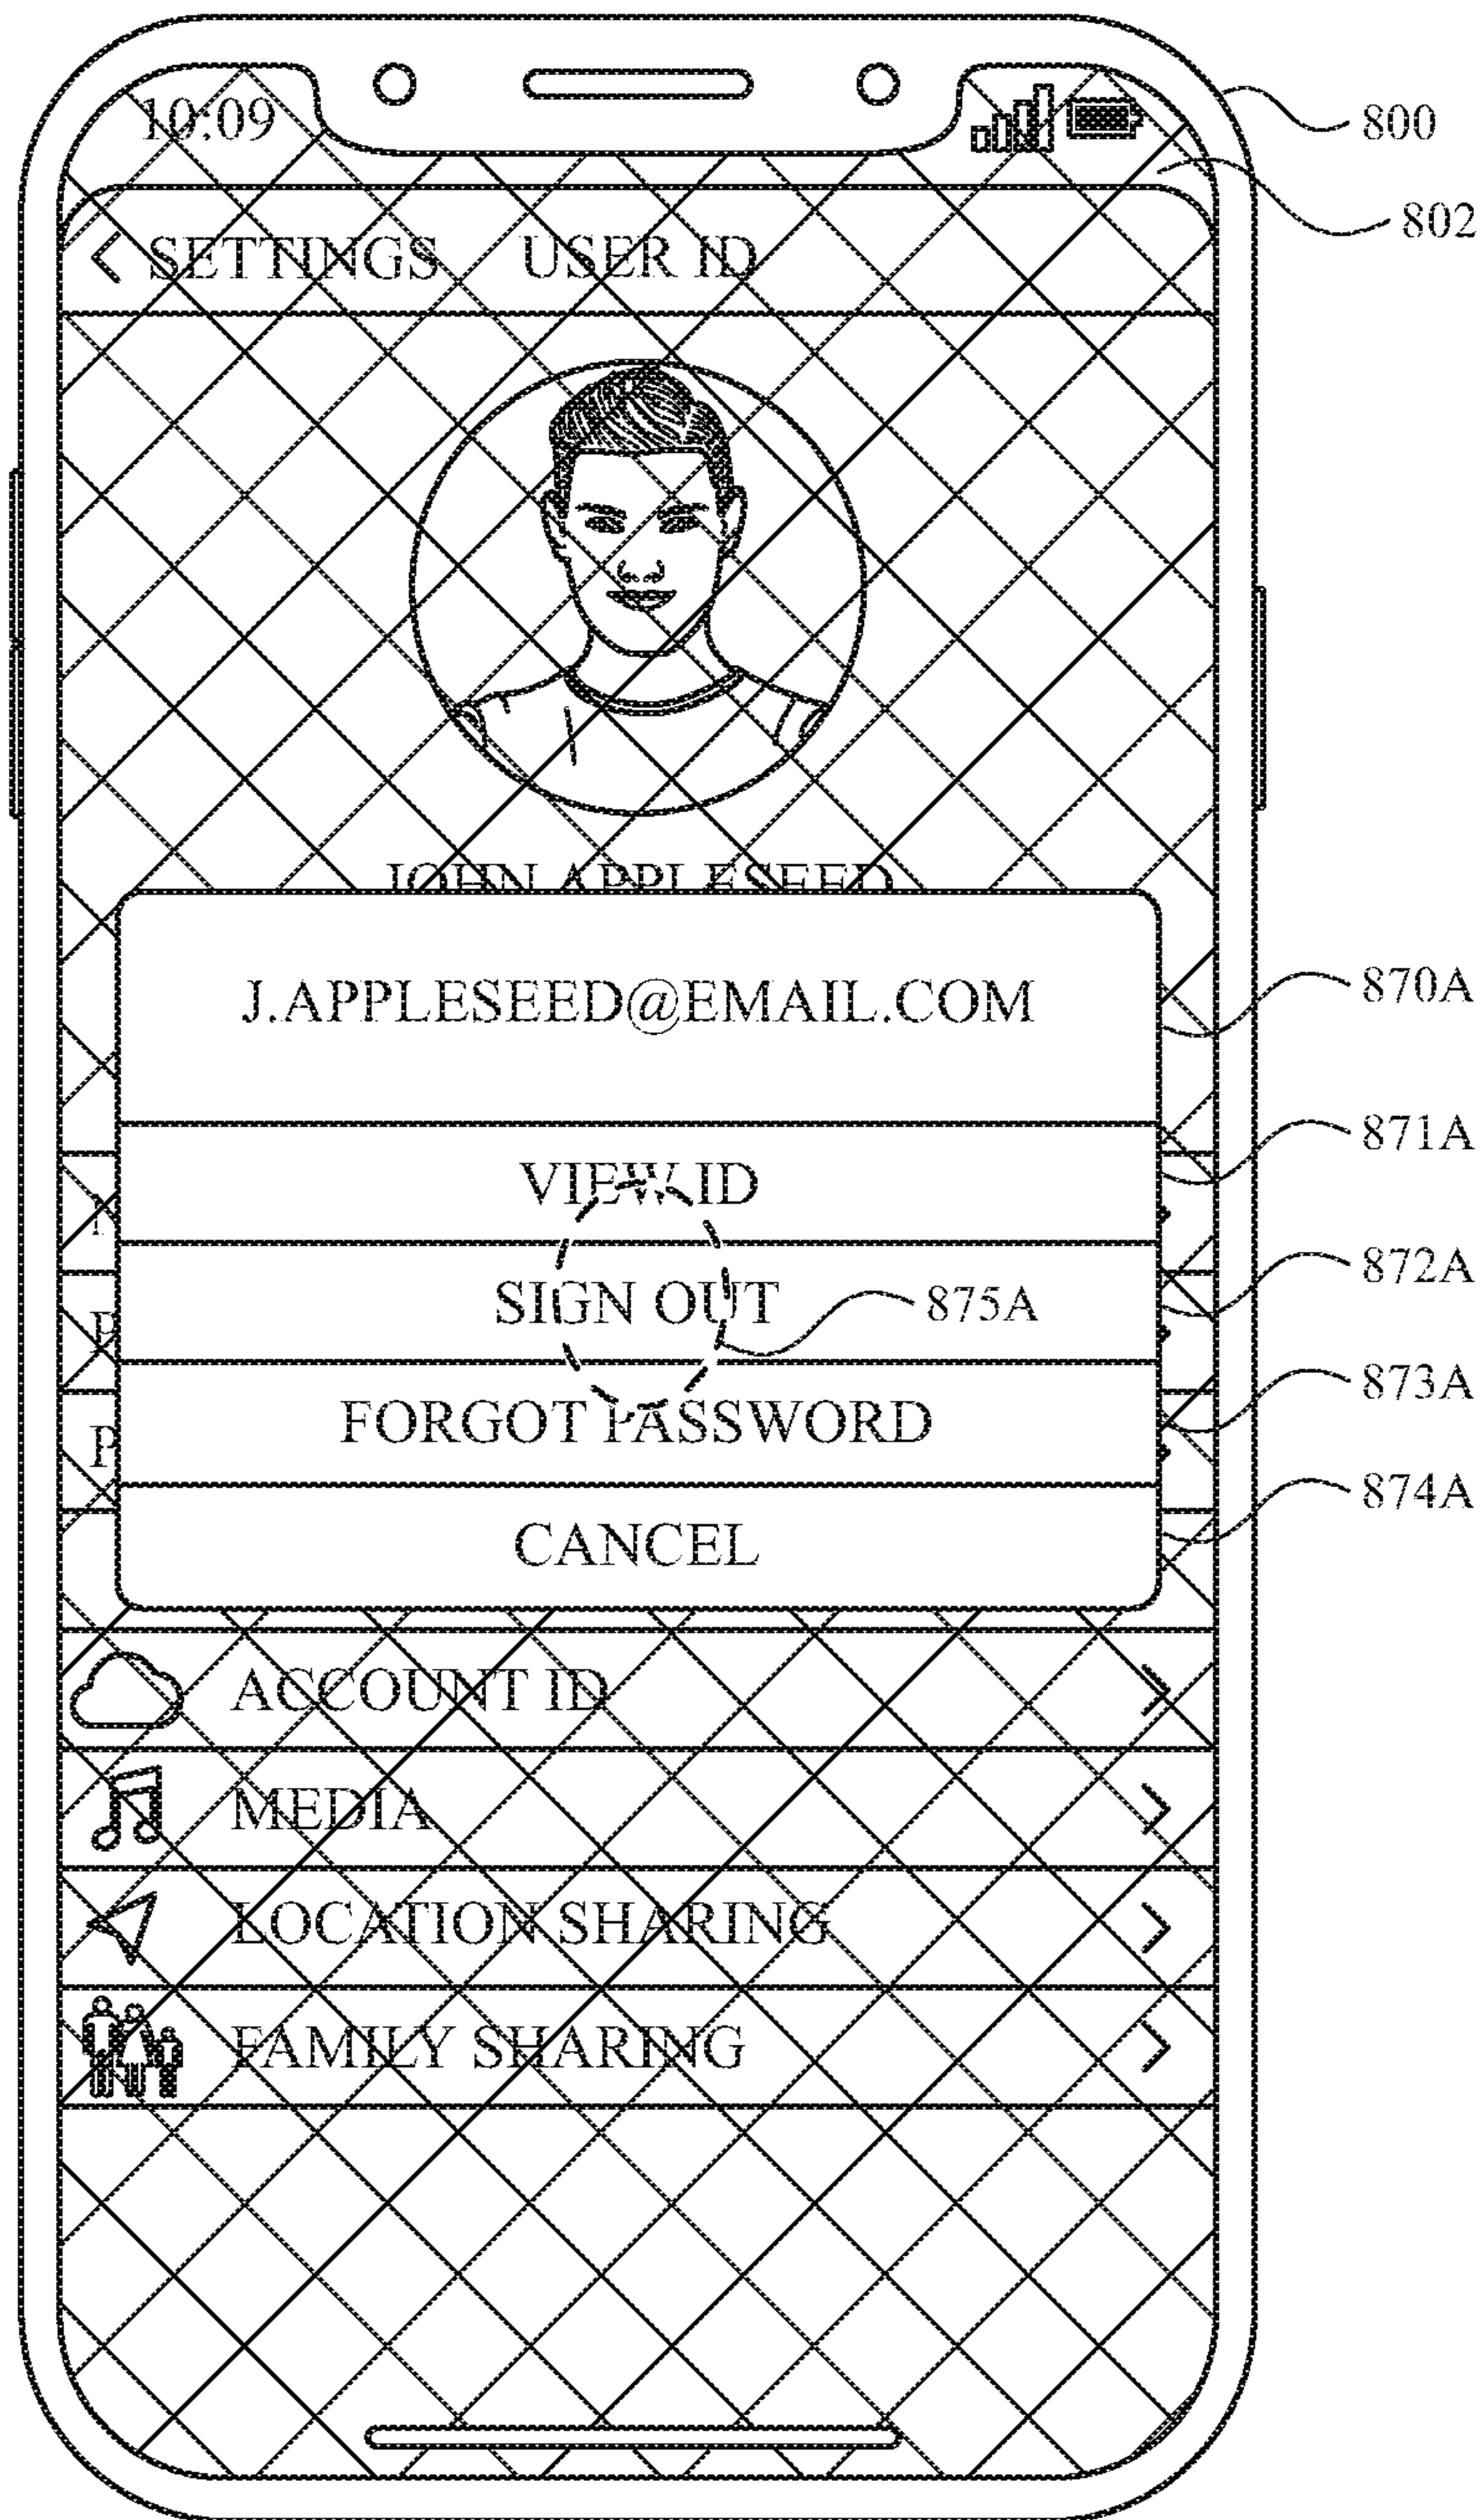 10:09
800
802
SETTINGS USER ID
JOHN APPLESEED
J.APPLESEED@EMAIL.COM
870A
VIEW ID
871A
SIGN OUT
875A
872A
P
FORGOT PASSWORD
873A
P
CANCEL
874A
ACCOUNT ID
MEDIA
LOCATION SHARING
FAMILY SHARING